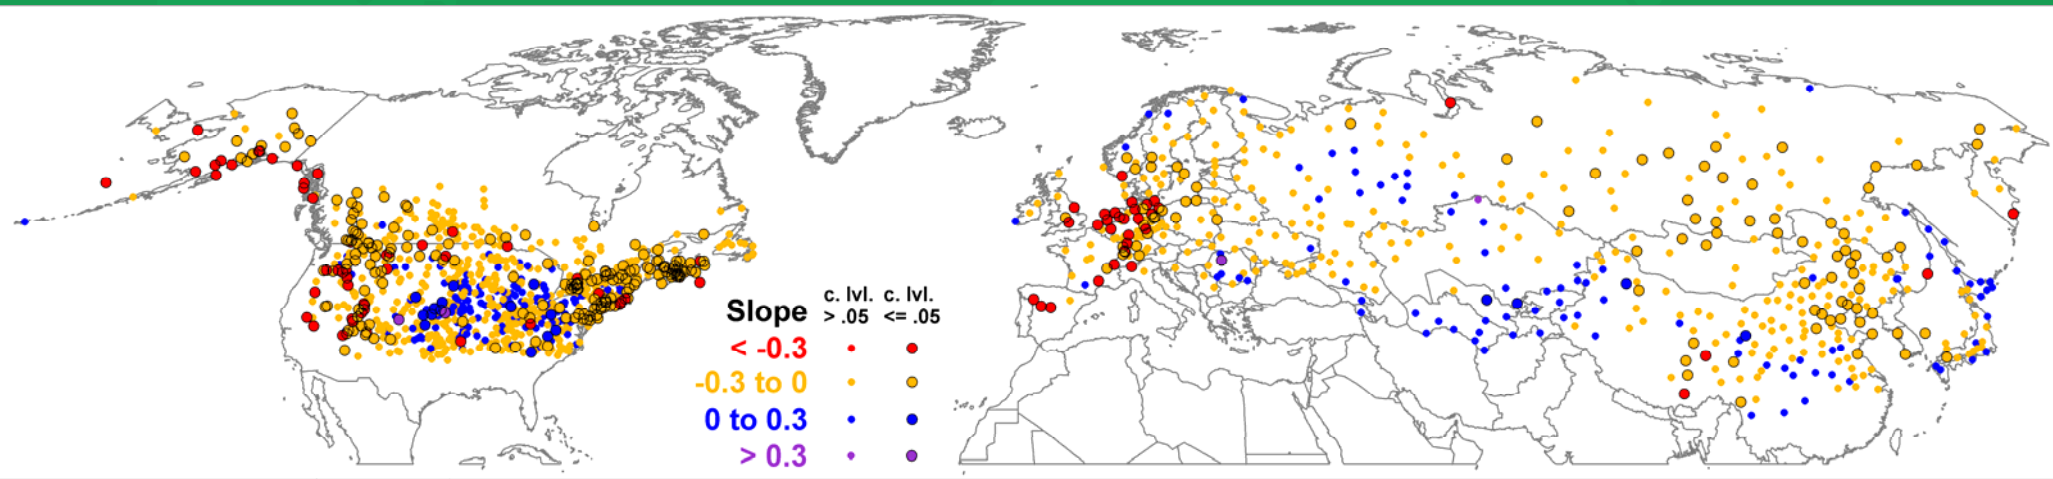 c. lvl. c. lvl.
Slope > .05 <= .05
< -0.3
-0.3 to 0
0 to 0.3
> 0.3